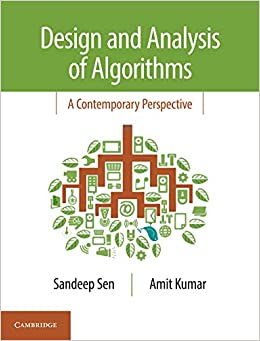 Design and Analysis
of Algorithms
A Contemporary Perspective
Sandeep Sen
Amit Kumar
CAMBRIDGE